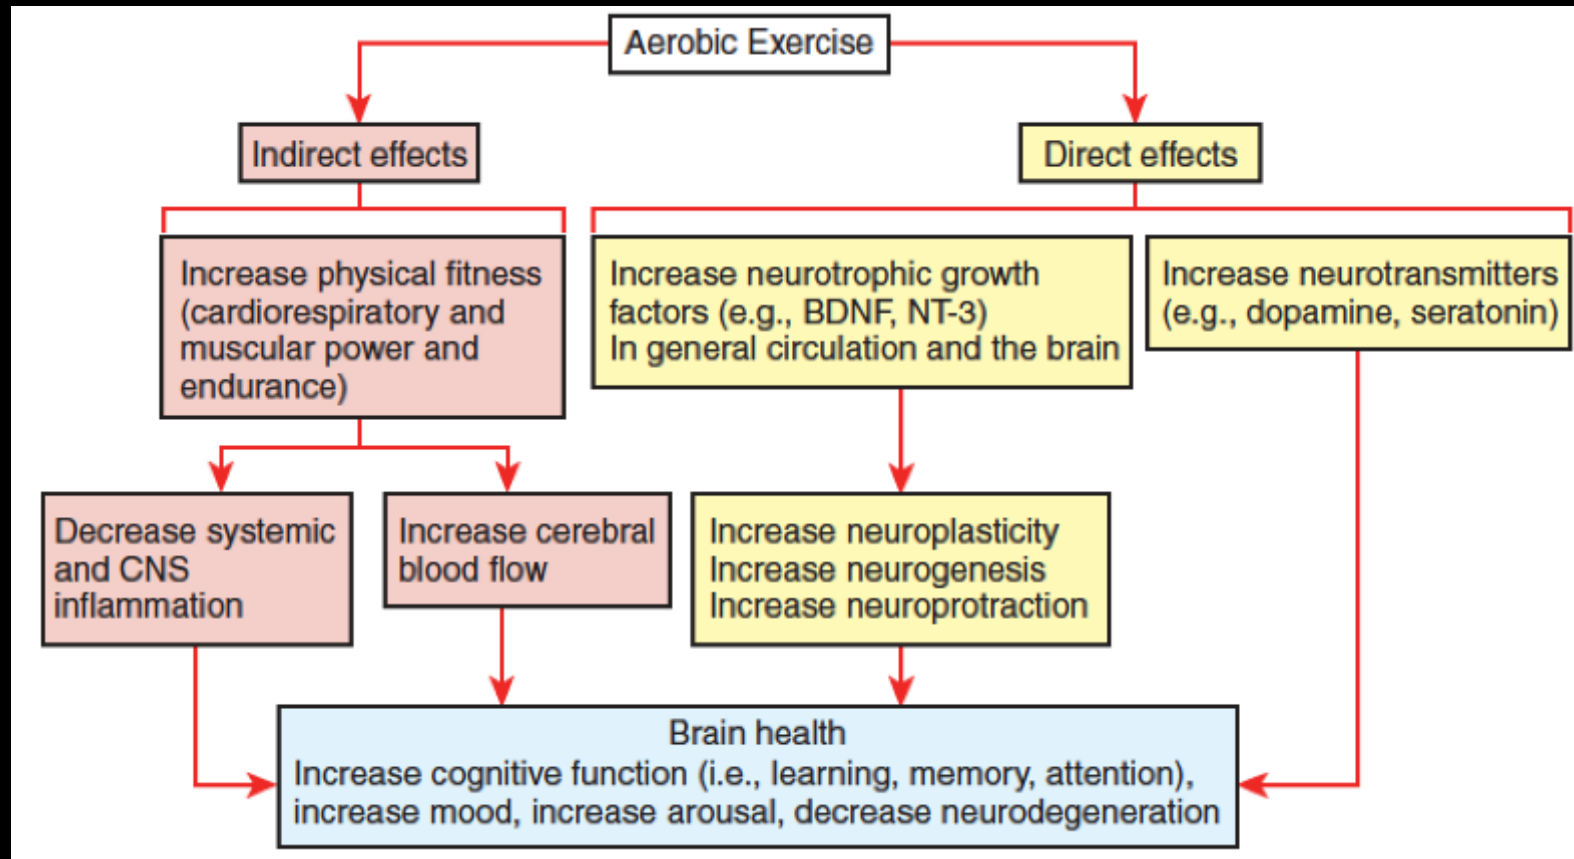 Aerobic Exercise
Indirect effects
Direct effects
Increase physical fitness
(cardiorespiratory and
muscular power and
endurance)
Increase neurotrophic growth
factors (e.g., BDNF, NT-3)
In general circulation and the brain
Increase neurotransmitters
(e.g., dopamine, seratonin)
Decrease systemic
and CNS
inflammation
Increase cerebral
blood flow
Increase neuroplasticity
Increase neurogenesis
Increase neuroprotraction
Brain health
Increase cognitive function (i.e., learning, memory, attention),
increase mood, increase arousal, decrease neurodegeneration